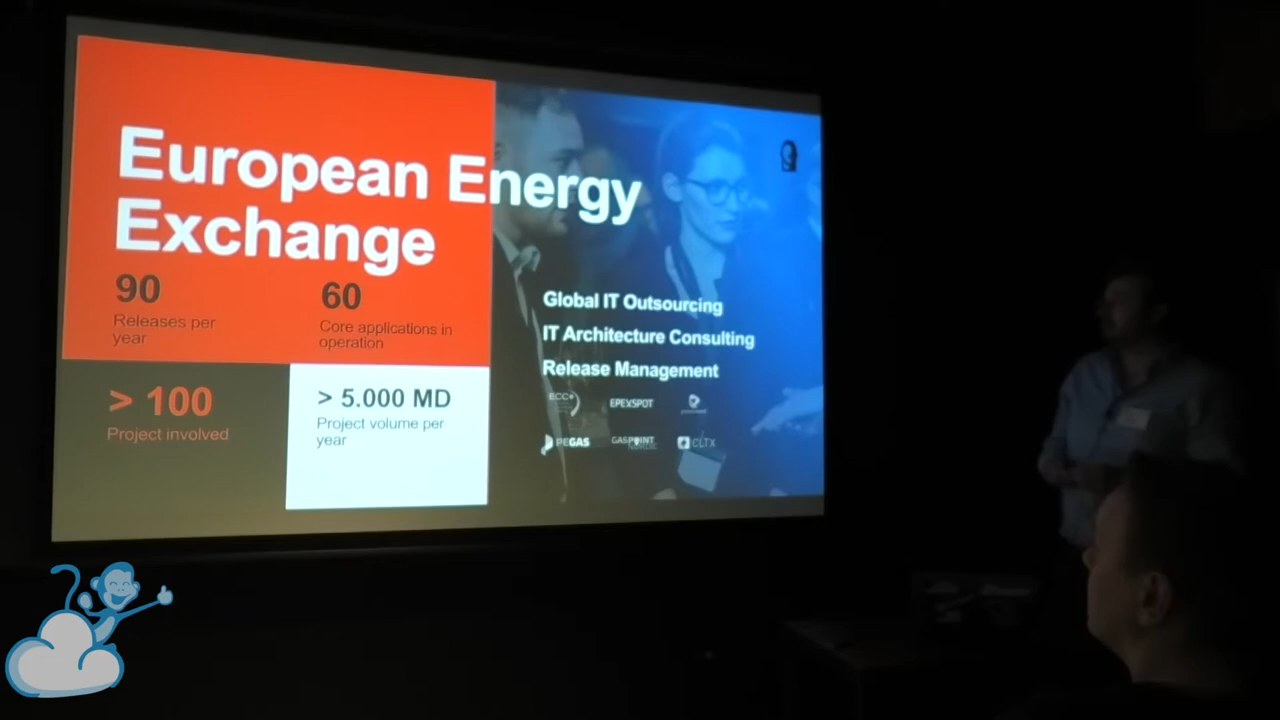 European Energy
Exchange
90
Releases per
year
60
Core applications in
operation
> 100
Project involved
> 5.000 MD
Project volume per
year
Global IT Outsourcing
IT Architecture Consulting
Release Management
ECC
EPEXSPOT
PEGAS
GASPOINT
CLTX